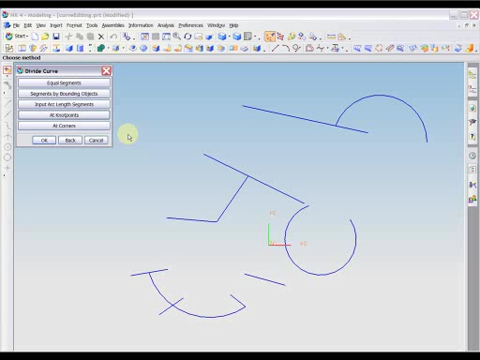 NX 4 - Modeling - [curveEditing.prt (Modified)]
File Edit View Insert Format Tools Assemblies Information Analysis Preferences Window Help
Start
Choose method
Divide Curve
Equal Segments
Segments by Bounding Objects
Input Arc Length Segments
At Knotpoints
At Corners
OK Back Cancel